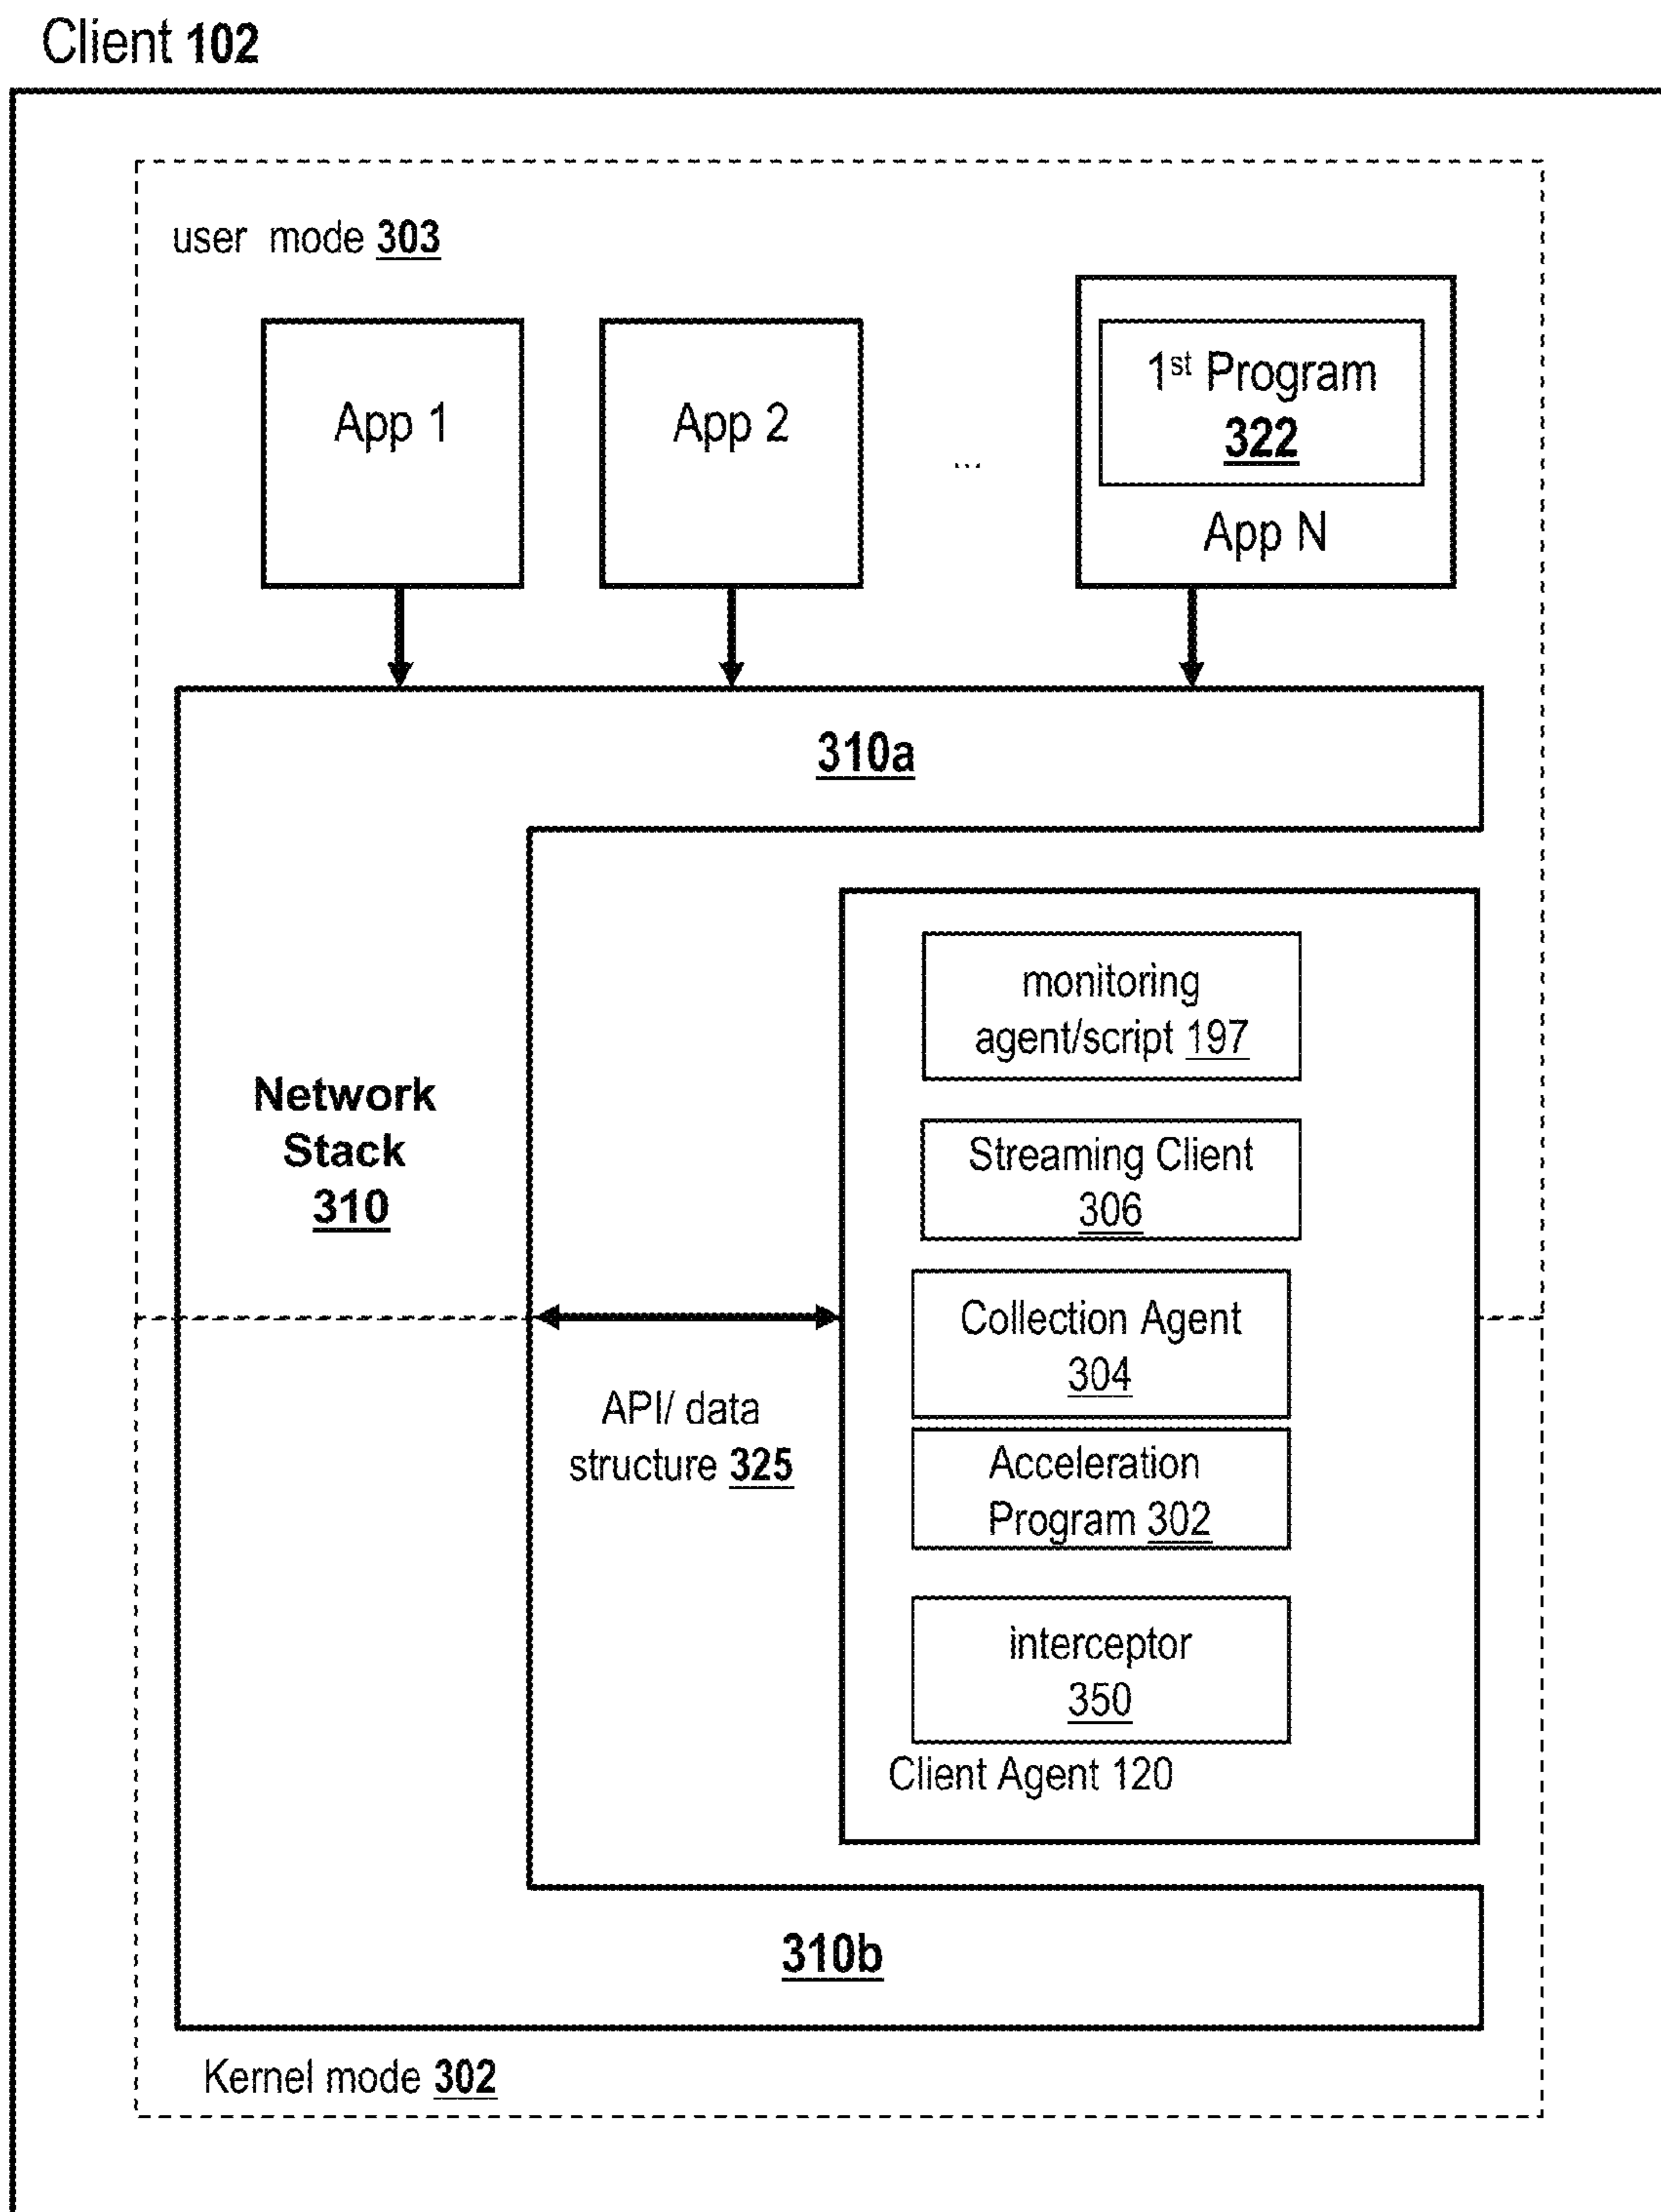 Client 102
user mode 303
App 1
App 2
...
1st Program
322
App N
310a
Network
Stack
310
monitoring
agent/script 197
Streaming Client
306
Collection Agent
304
API/ data
structure 325
Acceleration
Program 302
interceptor
350
Client Agent 120
310b
Kernel mode 302